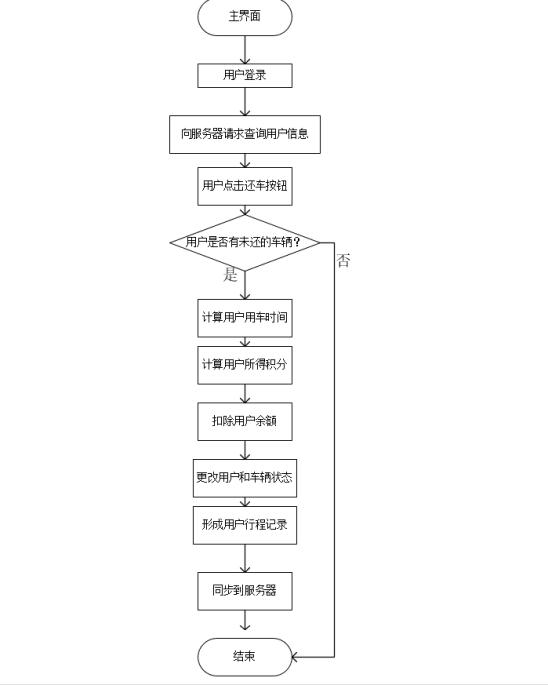 主界面
用户登录
向服务器请求查询用户信息
用户点击还车按钮
用户是否有未还的车辆？
否
是
计算用户用车时间
计算用户所得积分
扣除用户余额
更改用户和车辆状态
形成用户行程记录
同步到服务器
结束